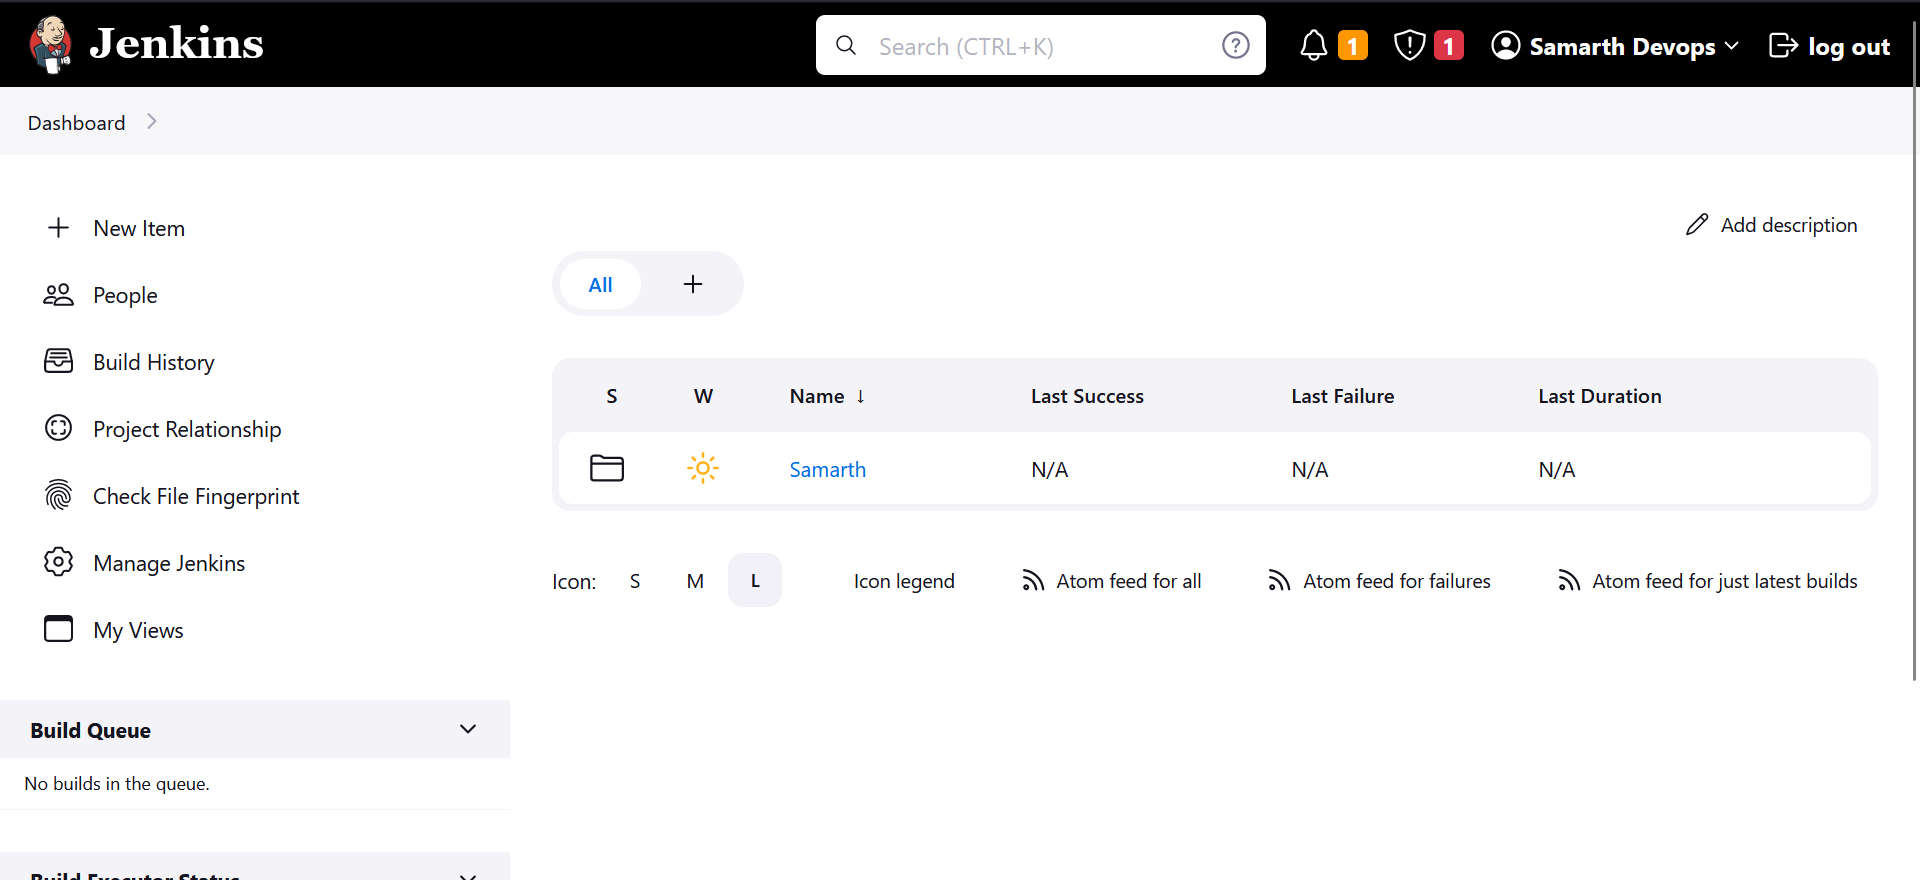 Jenkins
Search (CTRL+K)
1
1
Samarth Devops
log out
Dashboard
New Item
People
Build History
Project Relationship
Check File Fingerprint
Manage Jenkins
My Views
Build Queue
No builds in the queue.
Build Executor Status
Add description
All
S W Name ↓ Last Success Last Failure Last Duration
Samarth N/A N/A N/A
Icon: S M L Icon legend Atom feed for all Atom feed for failures Atom feed for just latest builds